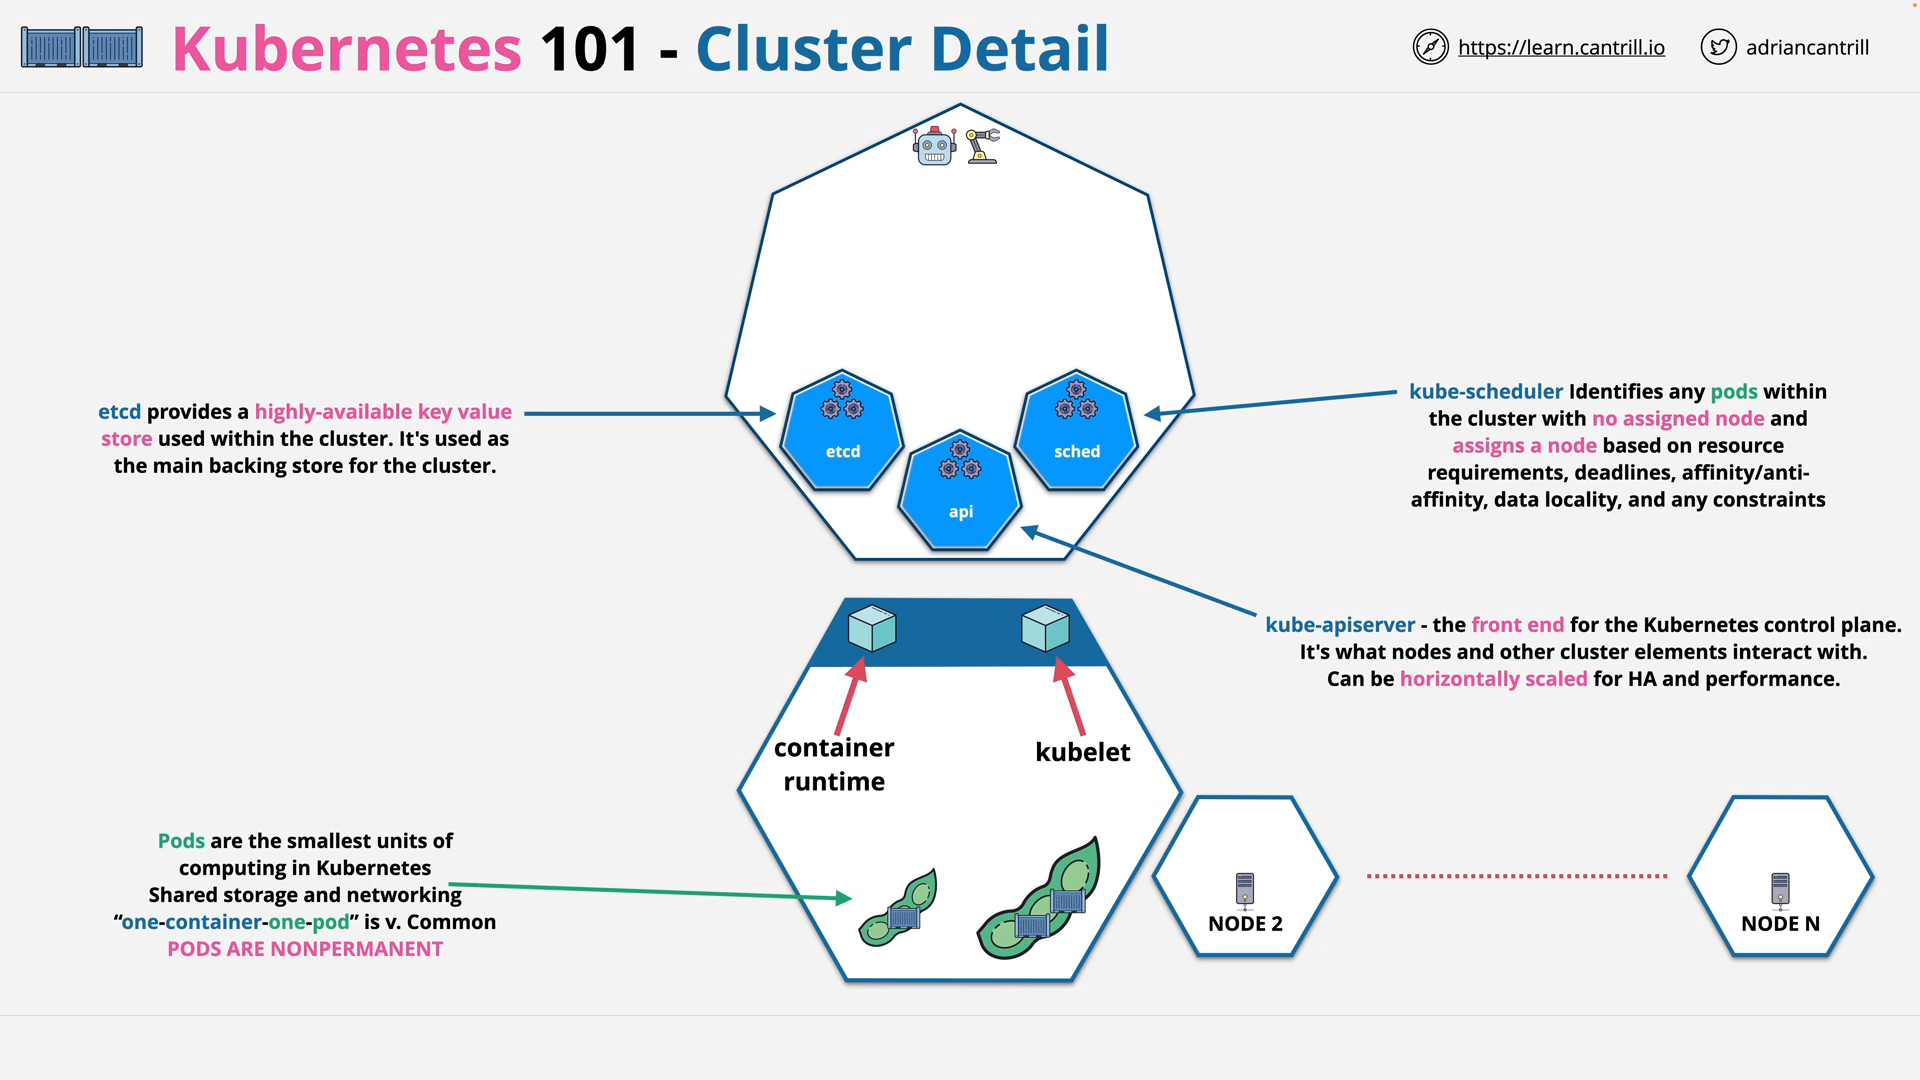 Kubernetes 101 - Cluster Detail
https://learn.cantrill.io
adriancantrill
etcd provides a highly-available key value
store used within the cluster. It's used as
the main backing store for the cluster.
etcd
sched
api
kube-scheduler Identifies any pods within
the cluster with no assigned node and
assigns a node based on resource
requirements, deadlines, affinity/anti-
affinity, data locality, and any constraints
kube-apiserver - the front end for the Kubernetes control plane.
It's what nodes and other cluster elements interact with.
Can be horizontally scaled for HA and performance.
container
runtime
kubelet
Pods are the smallest units of
computing in Kubernetes
Shared storage and networking
“one-container-one-pod” is v. Common
PODS ARE NONPERMANENT
NODE 2
NODE N